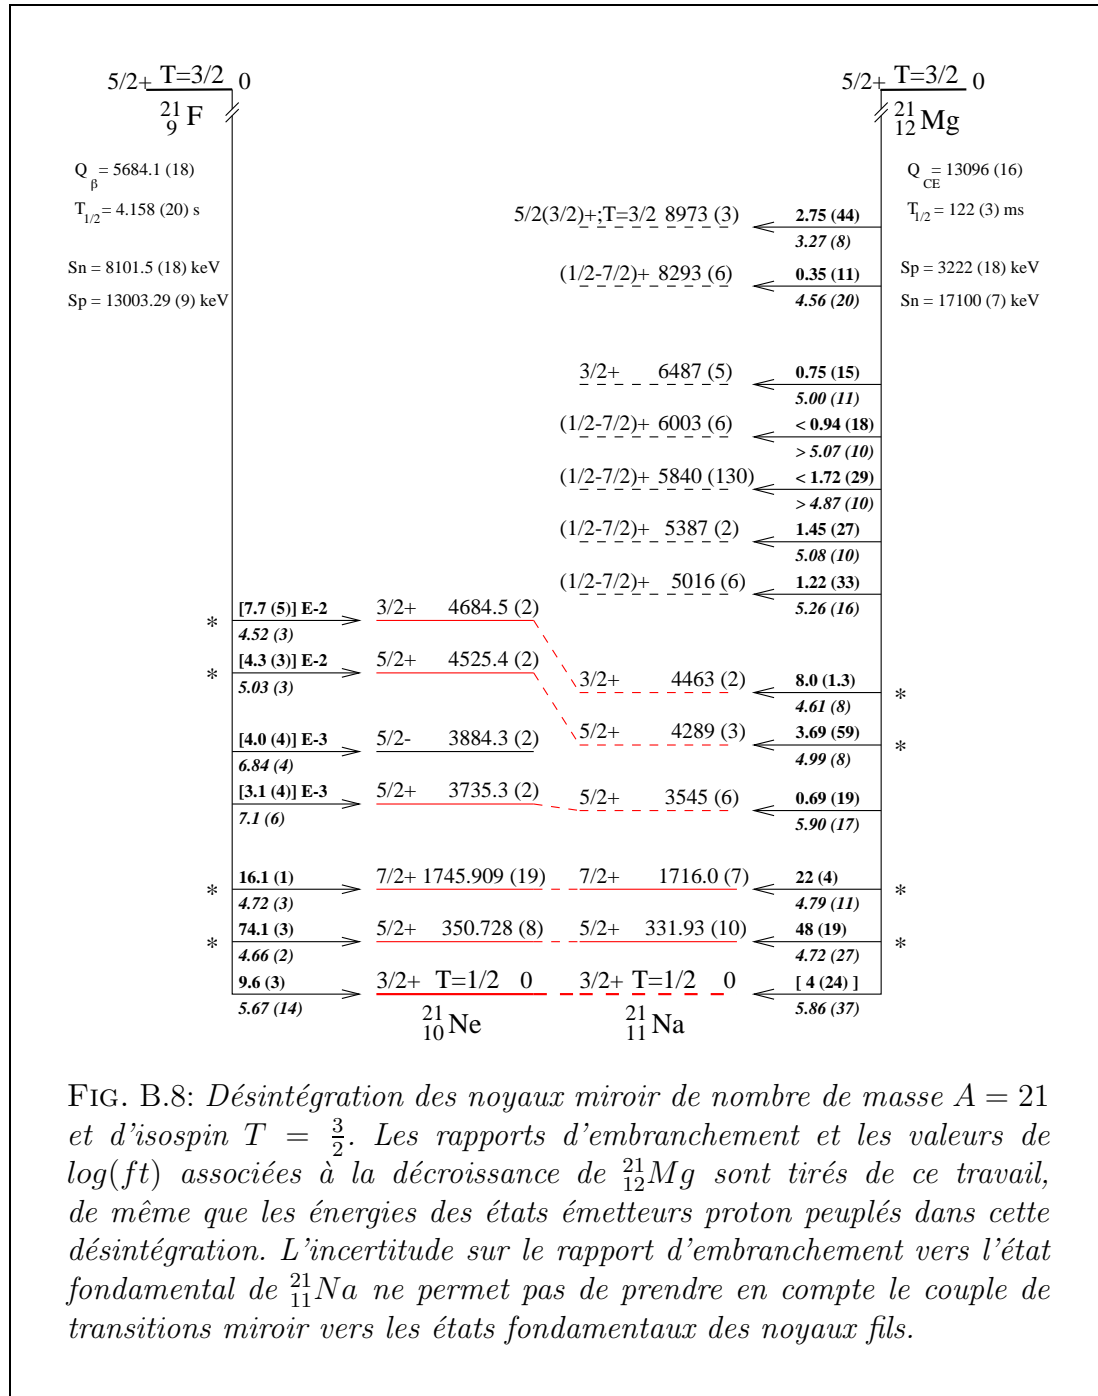 5/2+ T=3/2 0
21 9 F
Q β = 5684.1 (18)
T 1/2 = 4.158 (20) s
Sn = 8101.5 (18) keV
Sp = 13003.29 (9) keV
5/2+ T=3/2 0
21 12 Mg
Q CE = 13096 (16)
T 1/2 = 122 (3) ms
Sp = 3222 (18) keV
Sn = 17100 (7) keV
5/2(3/2)+;T=3/2 8973 (3)
2.75 (44)
3.27 (8)
(1/2-7/2)+ 8293 (6)
0.35 (11)
4.56 (20)
3/2+ 6487 (5)
0.75 (15)
5.00 (11)
(1/2-7/2)+ 6003 (6)
< 0.94 (18)
> 5.07 (10)
(1/2-7/2)+ 5840 (130)
< 1.72 (29)
> 4.87 (10)
(1/2-7/2)+ 5387 (2)
1.45 (27)
5.08 (10)
(1/2-7/2)+ 5016 (6)
1.22 (33)
5.26 (16)
* [7.7 (5)] E-2
4.52 (3)
3/2+ 4684.5 (2)
* [4.3 (3)] E-2
5.03 (3)
5/2+ 4525.4 (2)
3/2+ 4463 (2)
8.0 (1.3) *
4.61 (8)
5/2+ 4289 (3)
3.69 (59) *
4.99 (8)
[4.0 (4)] E-3
6.84 (4)
5/2- 3884.3 (2)
[3.1 (4)] E-3
7.1 (6)
5/2+ 3735.3 (2)
5/2+ 3545 (6)
0.69 (19)
5.90 (17)
* 16.1 (1)
4.72 (3)
7/2+ 1745.909 (19)
7/2+ 1716.0 (7)
22 (4) *
4.79 (11)
* 74.1 (3)
4.66 (2)
5/2+ 350.728 (8)
5/2+ 331.93 (10)
48 (19) *
4.72 (27)
9.6 (3)
5.67 (14)
3/2+ T=1/2 0
3/2+ T=1/2 0
[ 4 (24) ]
5.86 (37)
21 10 Ne
21 11 Na
FIG. B.8: Désintégration des noyaux miroir de nombre de masse A = 21
et d'isospin T = 3/2. Les rapports d'embranchement et les valeurs de
log(ft) associées à la décroissance de 21 12 Mg sont tirés de ce travail,
de même que les énergies des états émetteurs proton peuplés dans cette
désintégration. L'incertitude sur le rapport d'embranchement vers l'état
fondamental de 21 11 Na ne permet pas de prendre en compte le couple de
transitions miroir vers les états fondamentaux des noyaux fils.